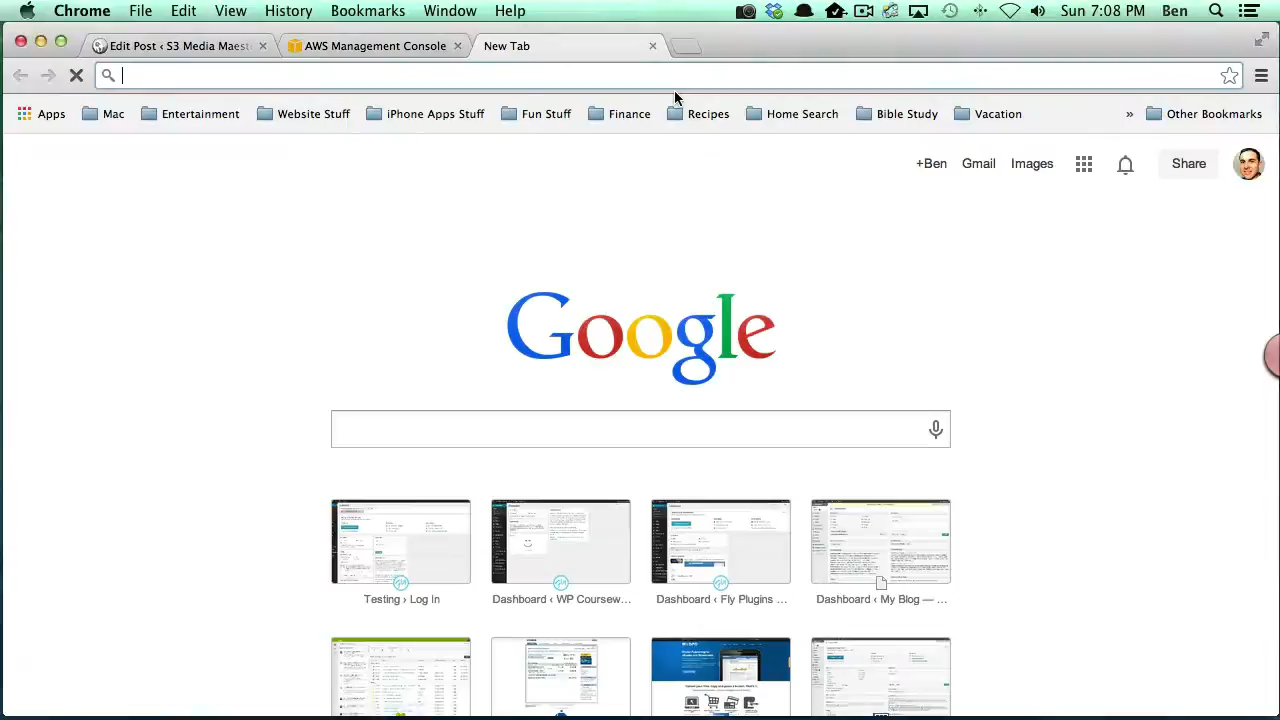 Chrome File Edit View History Bookmarks Window Help Sun 7:08 PM Ben
Edit Post ‹ S3 Media Maest AWS Management Console New Tab
Apps Mac Entertainment Website Stuff iPhone Apps Stuff Fun Stuff Finance Recipes Home Search Bible Study Vacation » Other Bookmarks
+Ben Gmail Images Share
Google
Testing › Log In Dashboard ‹ WP Coursew... Dashboard ‹ Fly Plugins ... Dashboard ‹ My Blog — ...